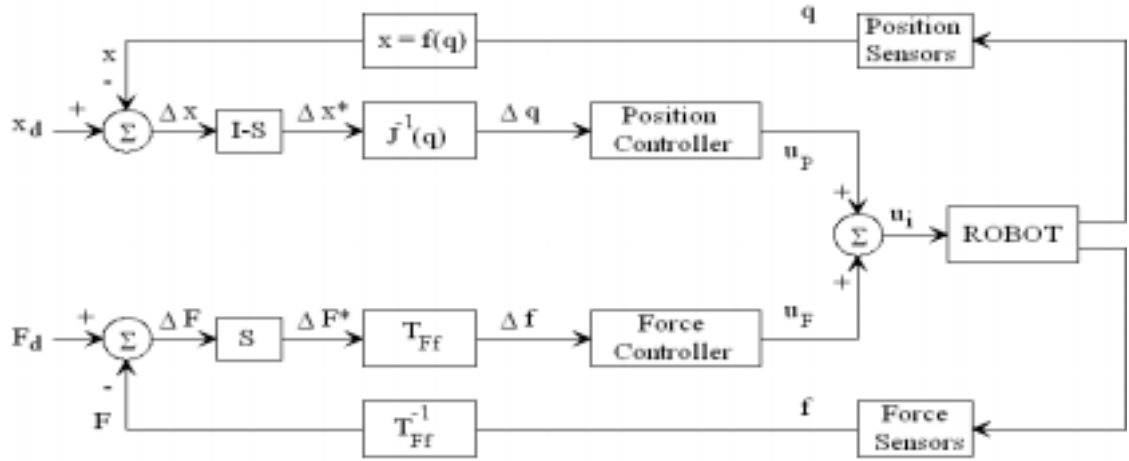 q
x = f(q)
Position
Sensors
x
-
+
x_d
Σ
Δ x
I-S
Δ x*
J^-1(q)
Δ q
Position
Controller
u_p
+
Σ
u_i
ROBOT
+
F_d
+
Σ
Δ F
S
Δ F*
T_Ff
Δ f
Force
Controller
u_F
-
F
T_Ff^-1
f
Force
Sensors